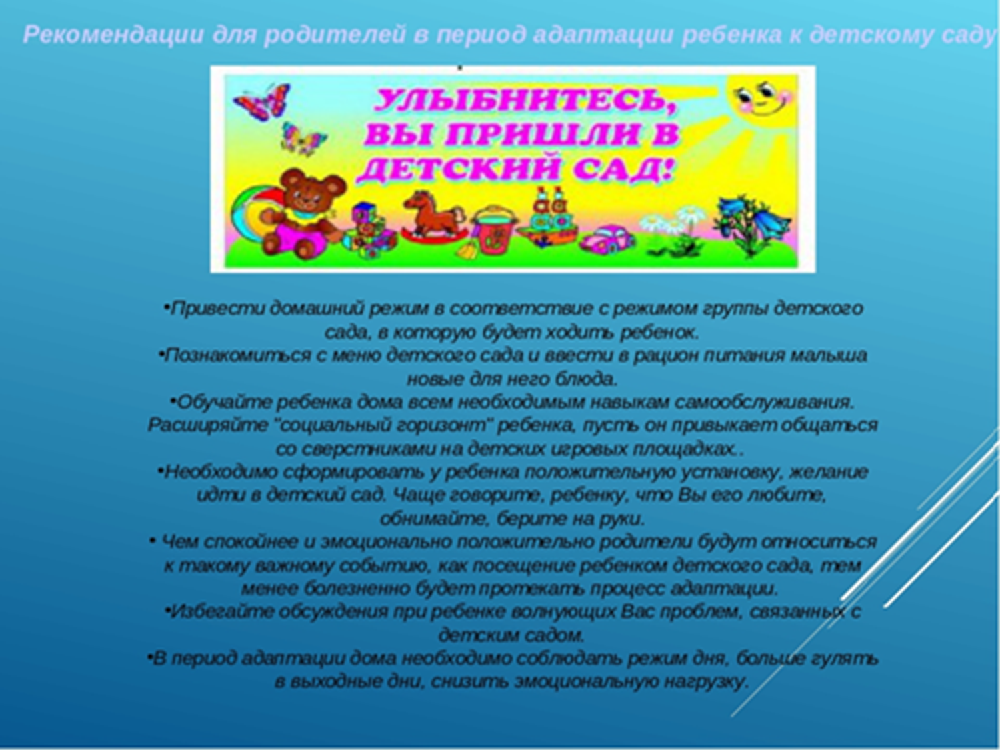 Рекомендации для родителей в период адаптации ребенка к детскому саду
УЛЫБНИТЕСЬ,
ВЫ ПРИШЛИ В
ДЕТСКИЙ САД!
•Привести домашний режим в соответствие с режимом группы детского
сада, в которую будет ходить ребенок.
•Познакомиться с меню детского сада и ввести в рацион питания малыша
новые для него блюда.
•Обучайте ребенка дома всем необходимым навыкам самообслуживания.
Расширяйте "социальный горизонт" ребенка, пусть он привыкает общаться
со сверстниками на детских игровых площадках..
•Необходимо сформировать у ребенка положительную установку, желание
идти в детский сад. Чаще говорите, ребенку, что Вы его любите,
обнимайте, берите на руки.
• Чем спокойнее и эмоционально положительно родители будут относиться
к такому важному событию, как посещение ребенком детского сада, тем
менее болезненно будет протекать процесс адаптации.
•Избегайте обсуждения при ребенке волнующих Вас проблем, связанных с
детским садом.
•В период адаптации дома необходимо соблюдать режим дня, больше гулять
в выходные дни, снизить эмоциональную нагрузку.